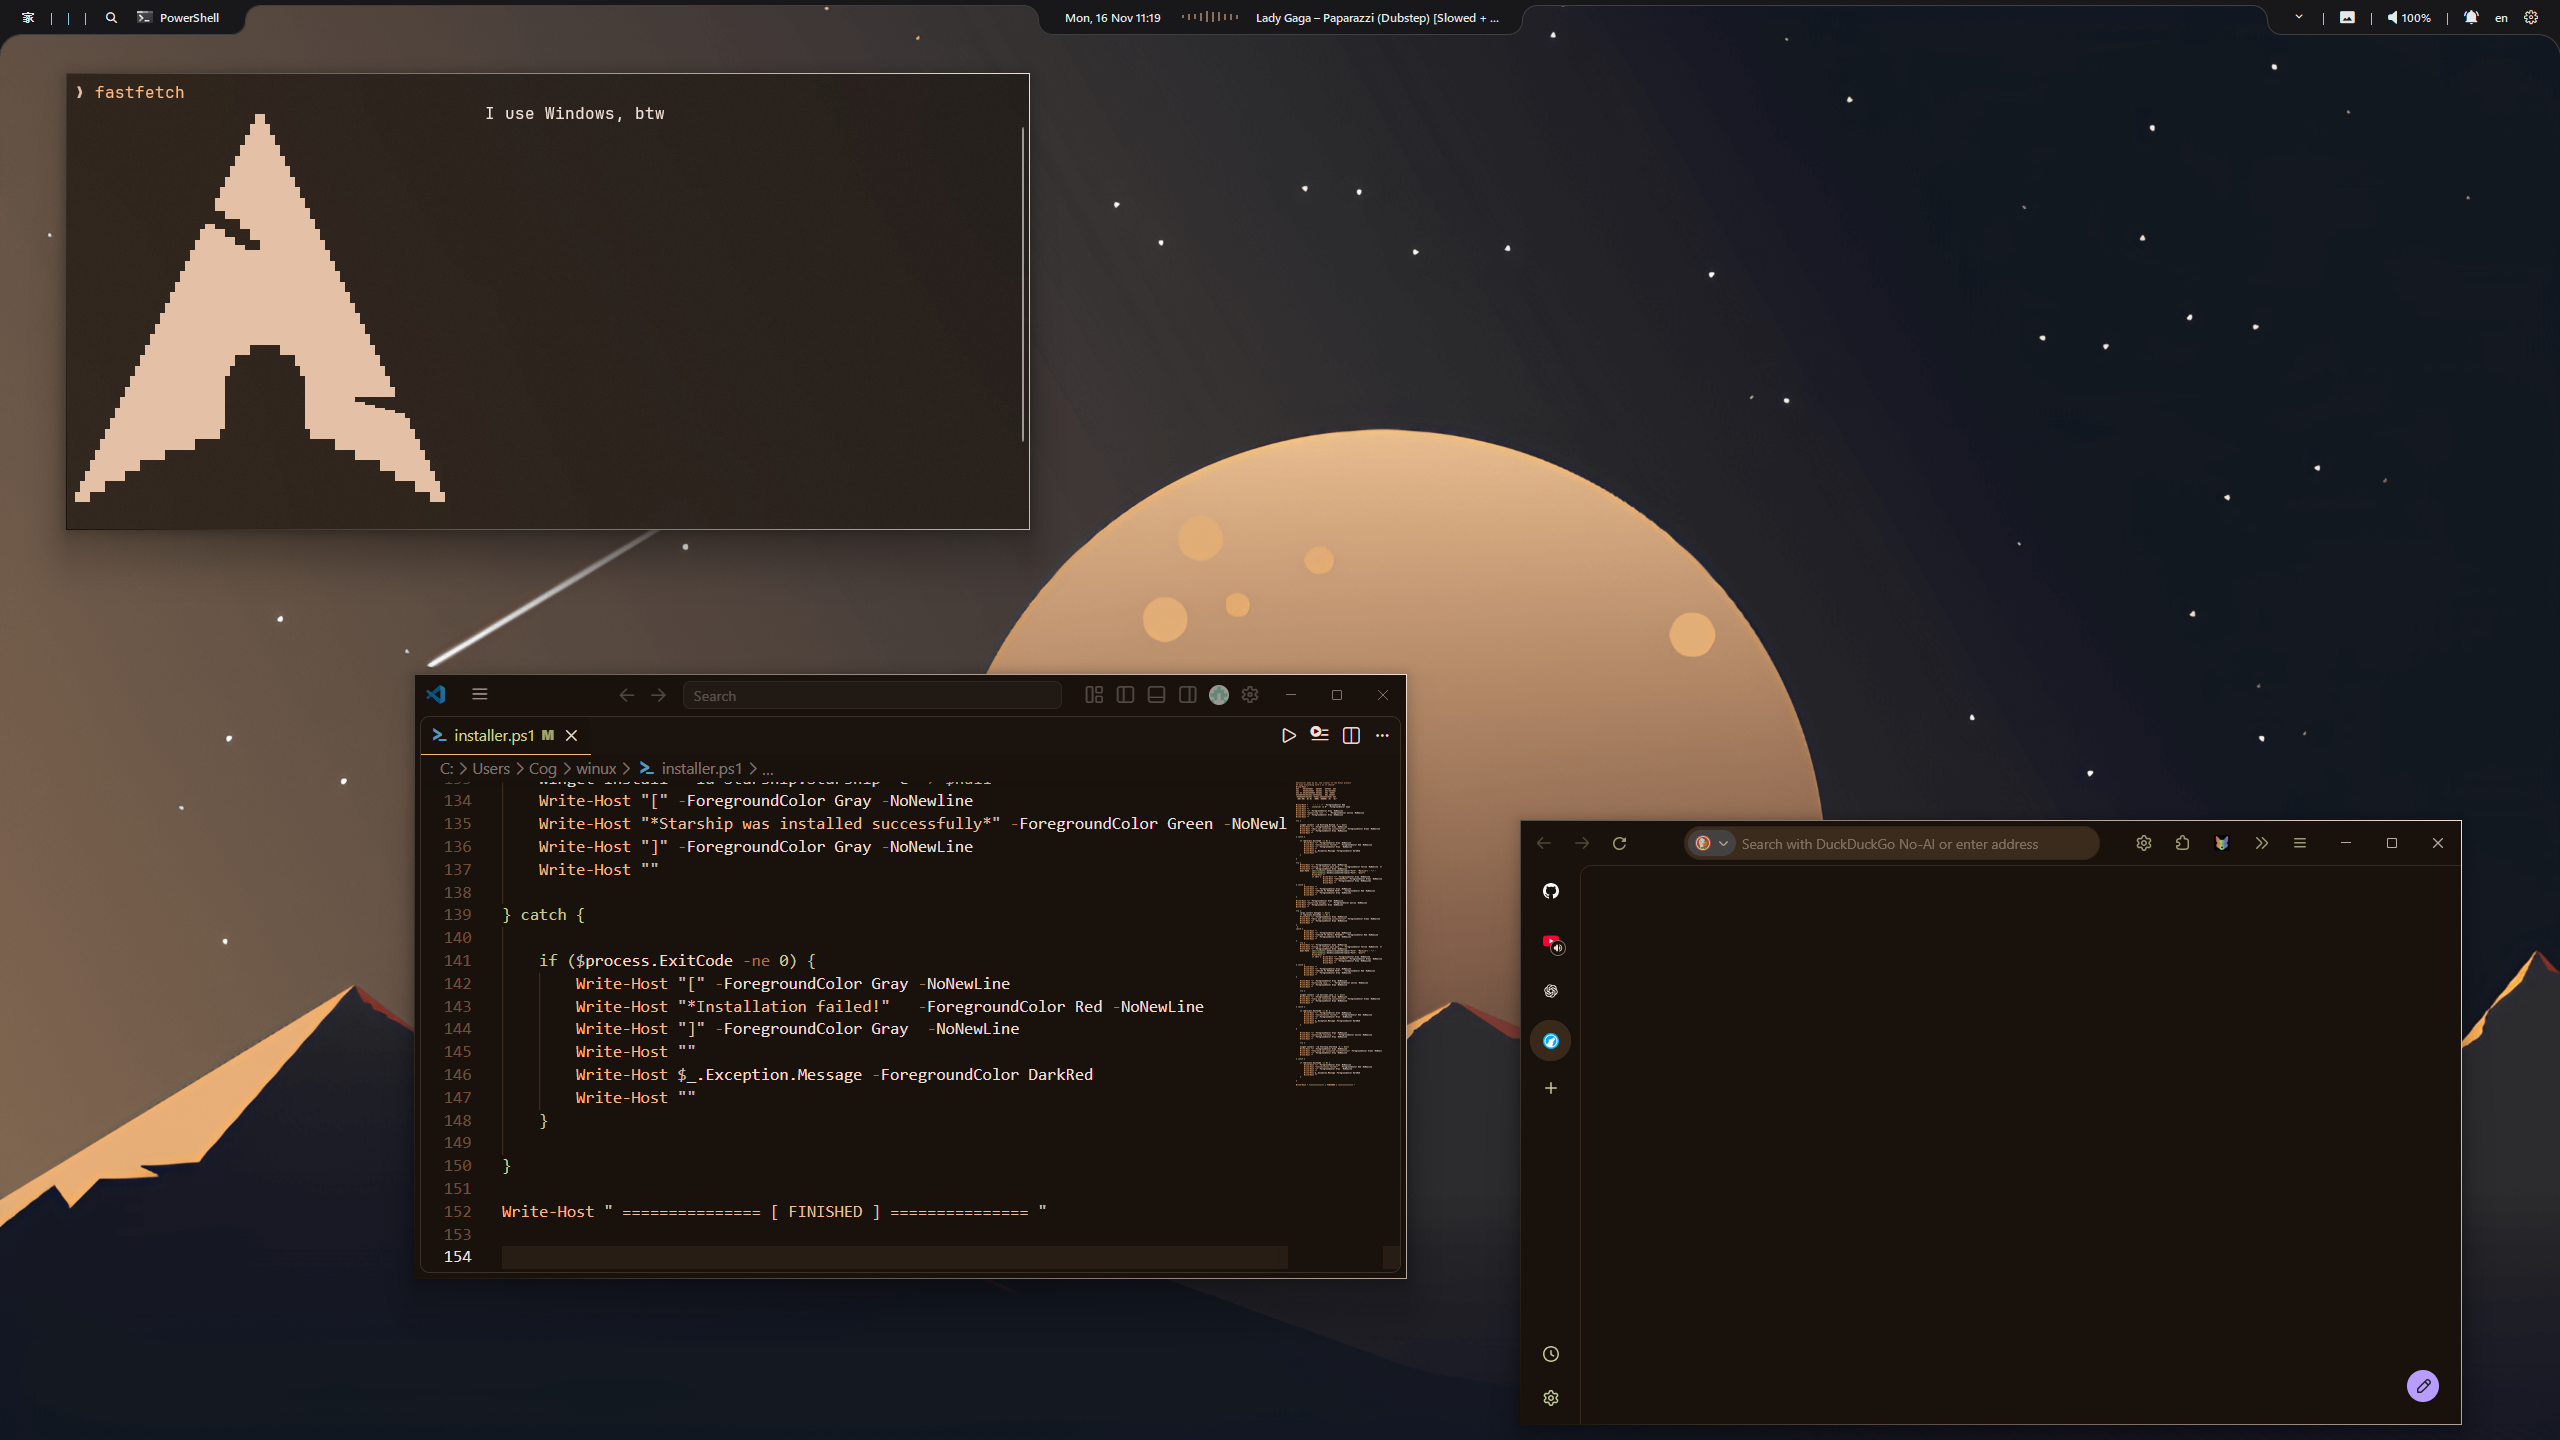 家 | | | PowerShell
Mon, 16 Nov 11:19 Lady Gaga – Paparazzi (Dubstep) [Slowed + ...
| | 100% | en
❱ fastfetch
I use Windows, btw
Search
installer.ps1 M
C: > Users > Cog > winux > installer.ps1 > ...
134 Write-Host "[" -ForegroundColor Gray -NoNewline
135 Write-Host "*Starship was installed successfully*" -ForegroundColor Green -NoNewl
136 Write-Host "]" -ForegroundColor Gray -NoNewLine
137 Write-Host ""
138
139 } catch {
140
141 if ($process.ExitCode -ne 0) {
142 Write-Host "[" -ForegroundColor Gray -NoNewLine
143 Write-Host "*Installation failed!"   -ForegroundColor Red -NoNewLine
144 Write-Host "]" -ForegroundColor Gray  -NoNewLine
145 Write-Host ""
146 Write-Host $_.Exception.Message -ForegroundColor DarkRed
147 Write-Host ""
148 }
149
150 }
151
152 Write-Host " =============== [ FINISHED ] =============== "
153
154
Search with DuckDuckGo No-AI or enter address